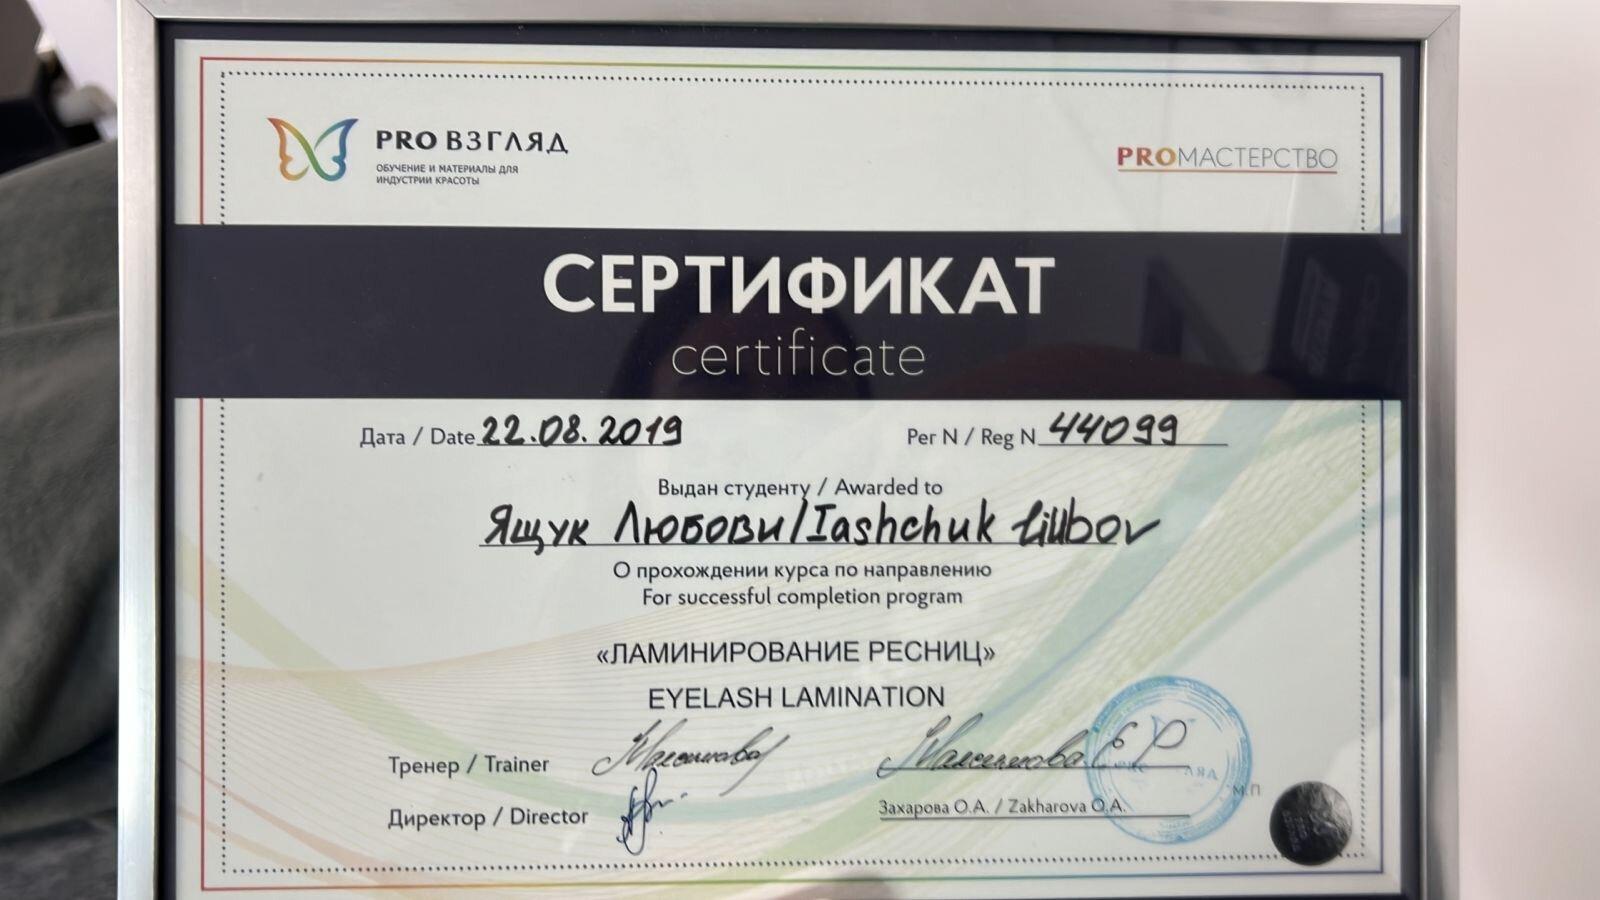 PRO ВЗГЛЯД
ОБУЧЕНИЕ И МАТЕРИАЛЫ ДЛЯ
ИНДУСТРИИ КРАСОТЫ
PROМАСТЕРСТВО
СЕРТИФИКАТ
certificate
Дата / Date 22.08.2019
Рег N / Reg N 44099
Выдан студенту / Awarded to
Ящук Любови/Iashchuk Liubov
О прохождении курса по направлению
For successful completion program
«ЛАМИНИРОВАНИЕ РЕСНИЦ»
EYELASH LAMINATION
Тренер / Trainer Максимова Максимова Е Р
Директор / Director Захарова О.А. / Zakharova O.A.
М.П